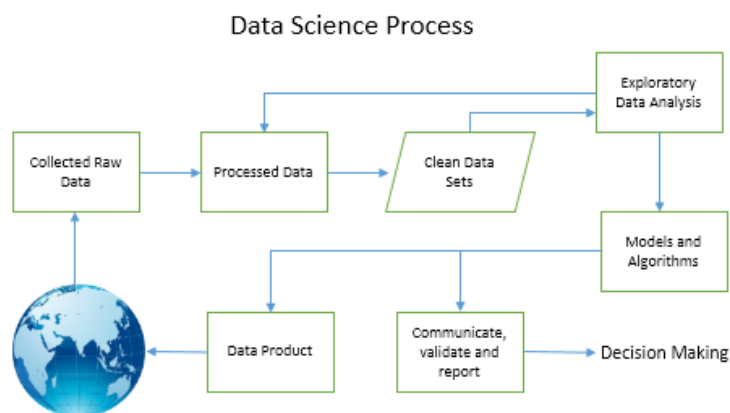 Data Science Process
Exploratory
Data Analysis
Collected Raw
Data
Processed Data
Clean Data
Sets
Models and
Algorithms
Data Product
Communicate,
validate and
report
Decision Making